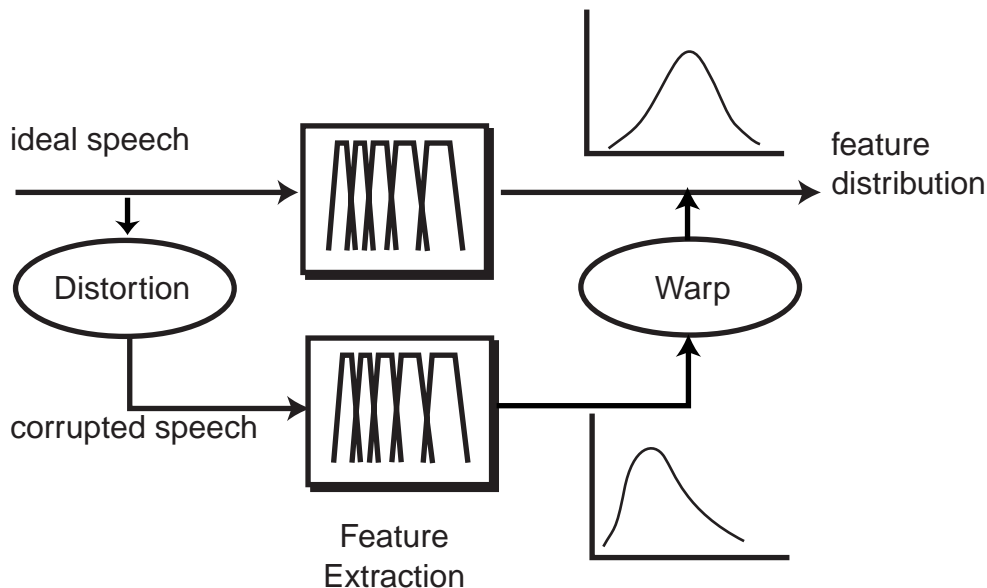 ideal speech
feature
distribution
Distortion
Warp
corrupted speech
Feature
Extraction